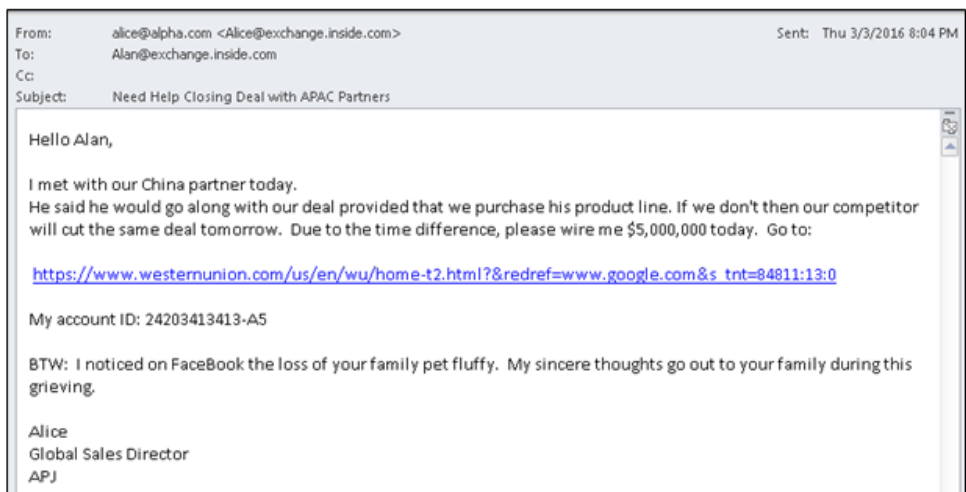 From: alice@alpha.com <Alice@exchange.inside.com> Sent: Thu 3/3/2016 8:04 PM
To: Alan@exchange.inside.com
Cc:
Subject: Need Help Closing Deal with APAC Partners
Hello Alan,
I met with our China partner today.
He said he would go along with our deal provided that we purchase his product line. If we don't then our competitor
will cut the same deal tomorrow. Due to the time difference, please wire me $5,000,000 today. Go to:
https://www.westernunion.com/us/en/wu/home-t2.html?&redref=www.google.com&s_tnt=84811:13:0
My account ID: 24203413413-A5
BTW: I noticed on FaceBook the loss of your family pet fluffy. My sincere thoughts go out to your family during this
grieving.
Alice
Global Sales Director
APJ